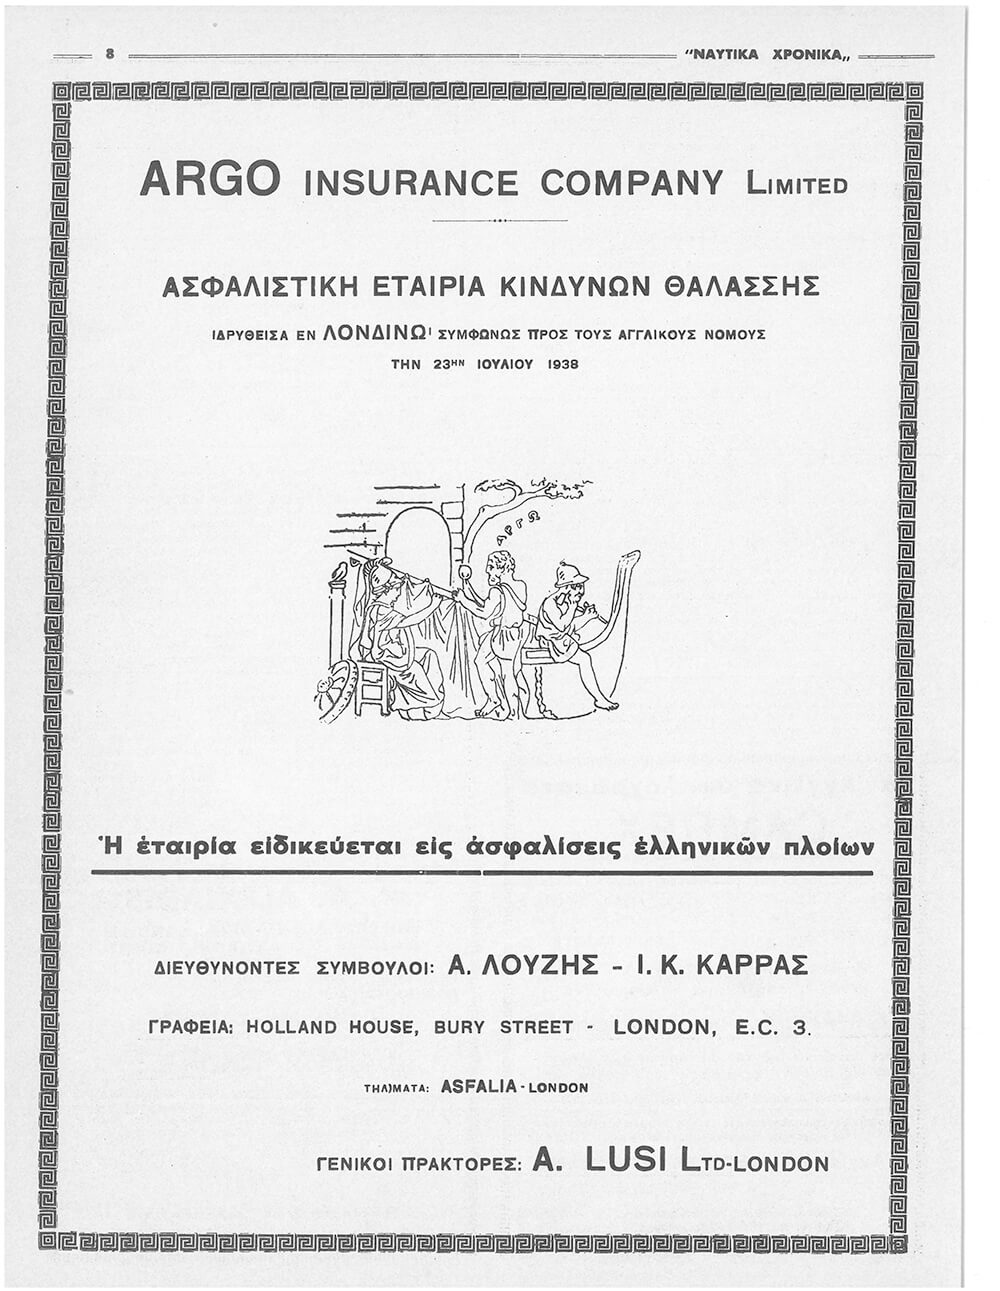 8
"ΝΑΥΤΙΚΑ ΧΡΟΝΙΚΑ„
ARGO INSURANCE COMPANY LIMITED
ΑΣΦΑΛΙΣΤΙΚΗ ΕΤΑΙΡΙΑ ΚΙΝΔΥΝΩΝ ΘΑΛΑΣΣΗΣ
ΙΔΡΥΘΕΙΣΑ ΕΝ ΛΟΝΔΙΝΩΙ ΣΥΜΦΩΝΩΣ ΠΡΟΣ ΤΟΥΣ ΑΓΓΛΙΚΟΥΣ ΝΟΜΟΥΣ
ΤΗΝ 23ΗΝ ΙΟΥΛΙΟΥ 1938
ΑΡΓΩ
Ἡ ἑταιρία εἰδικεύεται εἰς ἀσφαλίσεις ἑλληνικῶν πλοίων
ΔΙΕΥΘΥΝΟΝΤΕΣ ΣΥΜΒΟΥΛΟΙ: Α. ΛΟΥΖΗΣ - Ι. Κ. ΚΑΡΡΑΣ
ΓΡΑΦΕΙΑ: HOLLAND HOUSE, BURY STREET - LONDON, E.C. 3.
ΤΗΛ)ΜΑΤΑ: ASFALIA - LONDON
ΓΕΝΙΚΟΙ ΠΡΑΚΤΟΡΕΣ: A. LUSI LTD-LONDON